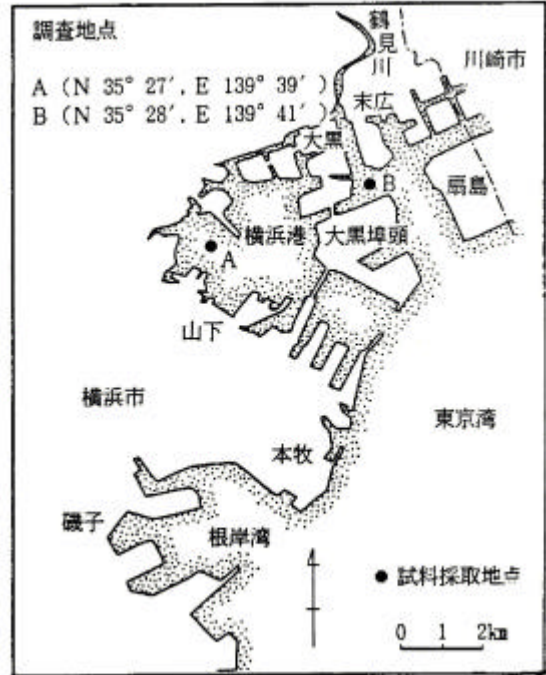 調査地点
A (N 35° 27′, E 139° 39′)
B (N 35° 28′, E 139° 41′)
鶴見川
川崎市
末広
大黒
B
扇島
横浜港
大黒埠頭
A
山下
横浜市
東京湾
本牧
磯子
根岸湾
● 試料採取地点
0 1 2km